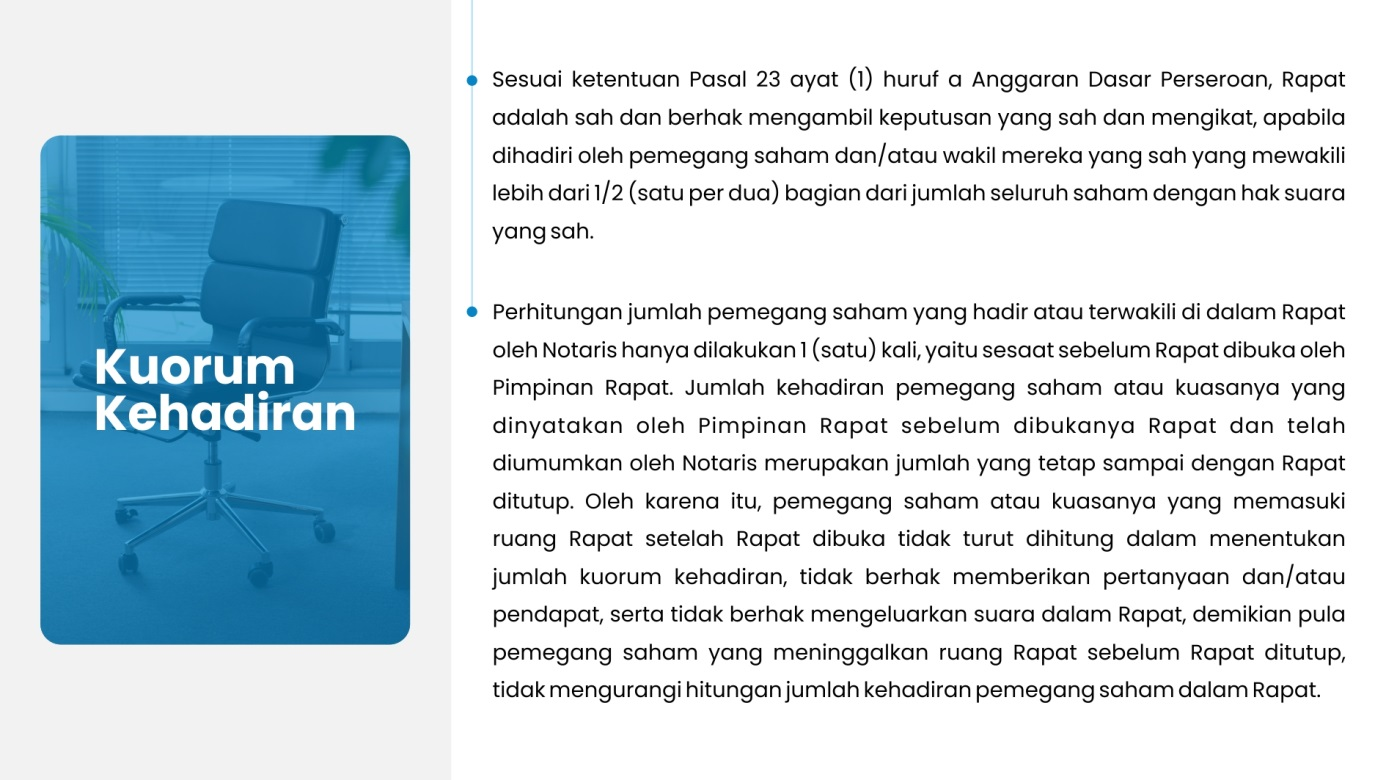 Kuorum
Kehadiran
Sesuai ketentuan Pasal 23 ayat (1) huruf a Anggaran Dasar Perseroan, Rapat
adalah sah dan berhak mengambil keputusan yang sah dan mengikat, apabila
dihadiri oleh pemegang saham dan/atau wakil mereka yang sah yang mewakili
lebih dari 1/2 (satu per dua) bagian dari jumlah seluruh saham dengan hak suara
yang sah.
Perhitungan jumlah pemegang saham yang hadir atau terwakili di dalam Rapat
oleh Notaris hanya dilakukan 1 (satu) kali, yaitu sesaat sebelum Rapat dibuka oleh
Pimpinan Rapat. Jumlah kehadiran pemegang saham atau kuasanya yang
dinyatakan oleh Pimpinan Rapat sebelum dibukanya Rapat dan telah
diumumkan oleh Notaris merupakan jumlah yang tetap sampai dengan Rapat
ditutup. Oleh karena itu, pemegang saham atau kuasanya yang memasuki
ruang Rapat setelah Rapat dibuka tidak turut dihitung dalam menentukan
jumlah kuorum kehadiran, tidak berhak memberikan pertanyaan dan/atau
pendapat, serta tidak berhak mengeluarkan suara dalam Rapat, demikian pula
pemegang saham yang meninggalkan ruang Rapat sebelum Rapat ditutup,
tidak mengurangi hitungan jumlah kehadiran pemegang saham dalam Rapat.